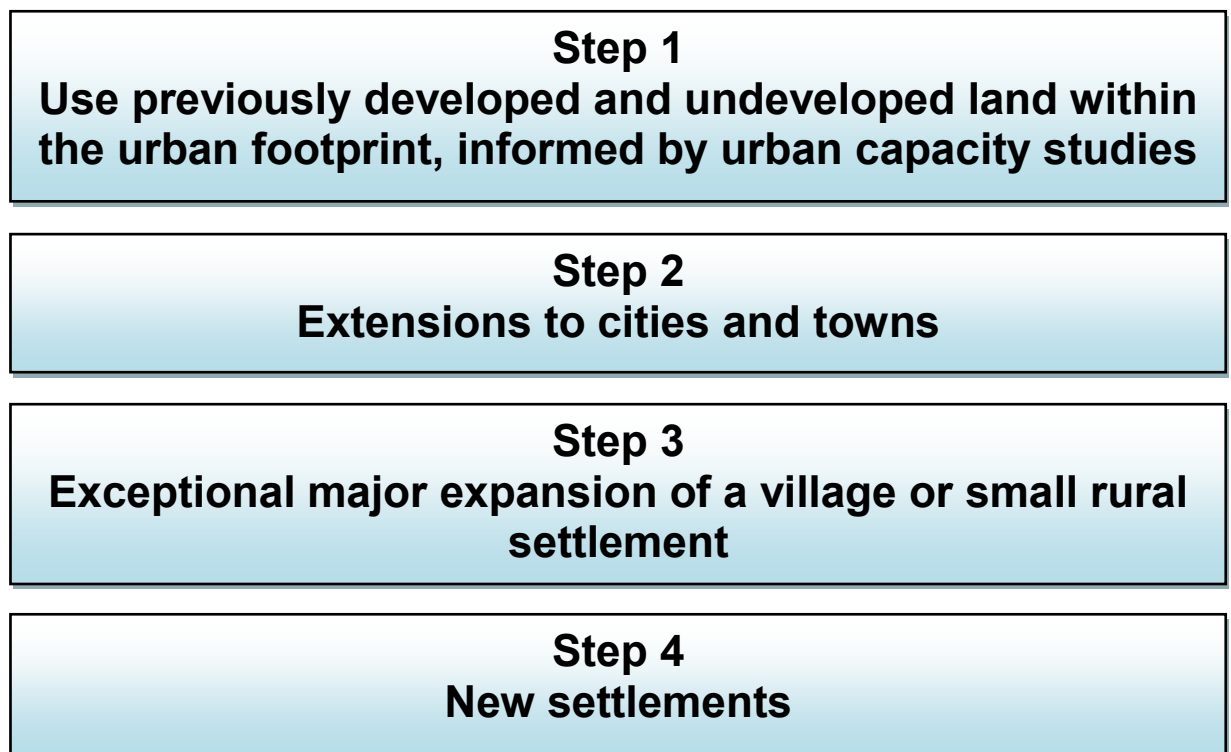 Step 1
Use previously developed and undeveloped land within
the urban footprint, informed by urban capacity studies
Step 2
Extensions to cities and towns
Step 3
Exceptional major expansion of a village or small rural
settlement
Step 4
New settlements